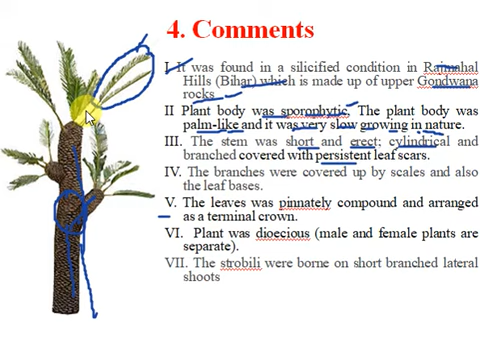 4. Comments
I It was found in a silicified condition in Rajmahal
Hills (Bihar) which is made up of upper Gondwana
rocks
II Plant body was sporophytic. The plant body was
palm-like and it was very slow growing in nature.
III. The stem was short and erect; cylindrical and
branched covered with persistent leaf scars.
IV. The branches were covered up by scales and also
the leaf bases.
V. The leaves was pinnately compound and arranged
as a terminal crown.
VI. Plant was dioecious (male and female plants are
separate).
VII. The strobili were borne on short branched lateral
shoots